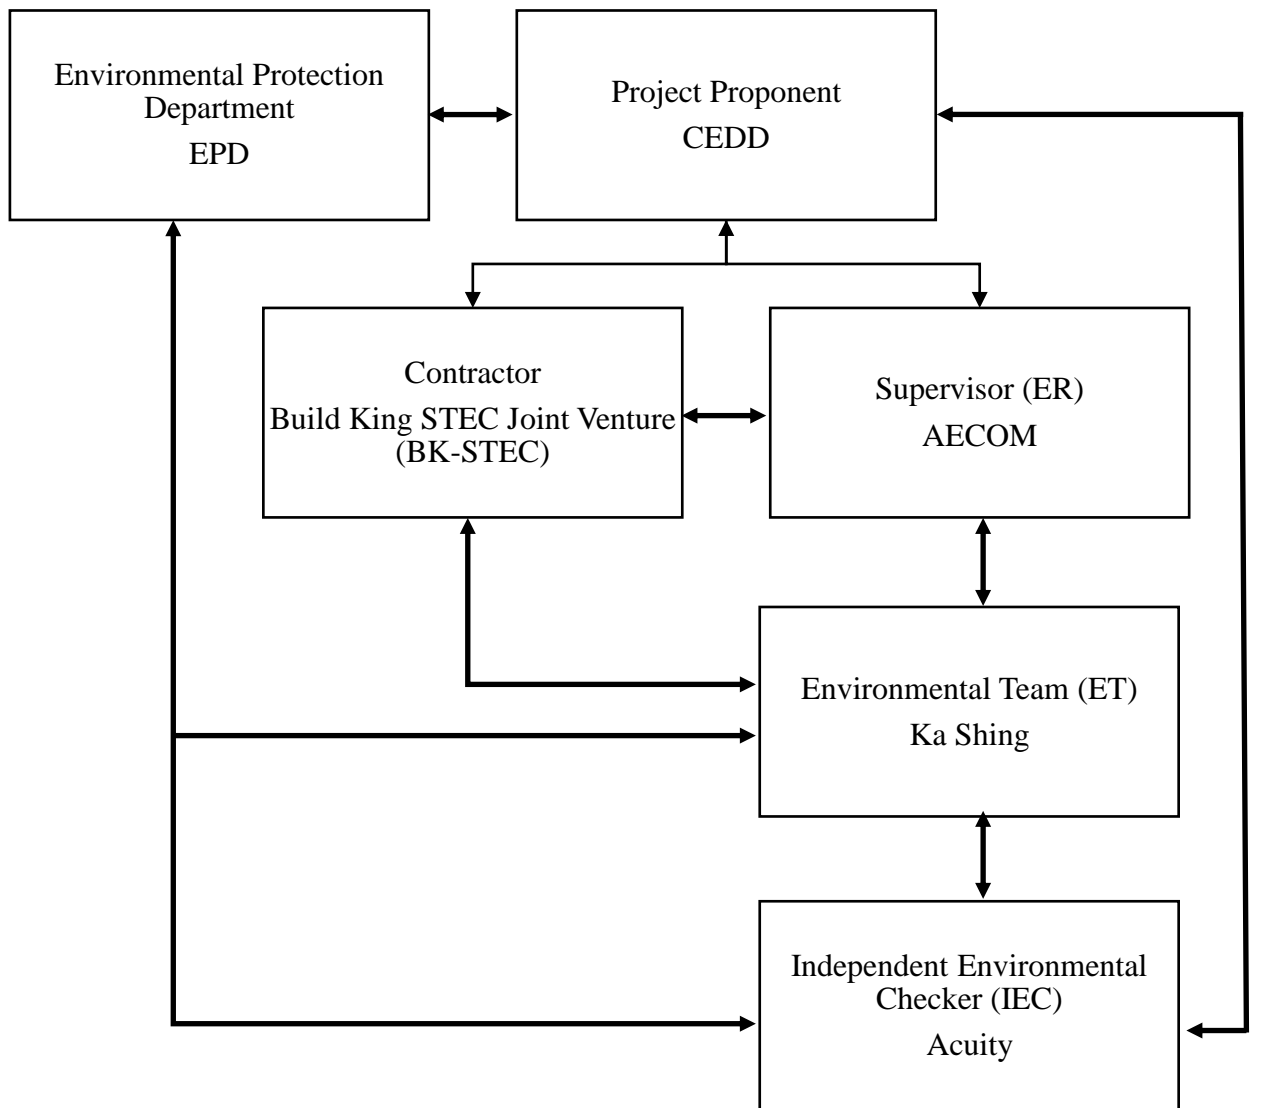 Environmental Protection
Department
EPD
Project Proponent
CEDD
Contractor
Build King STEC Joint Venture
(BK-STEC)
Supervisor (ER)
AECOM
Environmental Team (ET)
Ka Shing
Independent Environmental
Checker (IEC)
Acuity